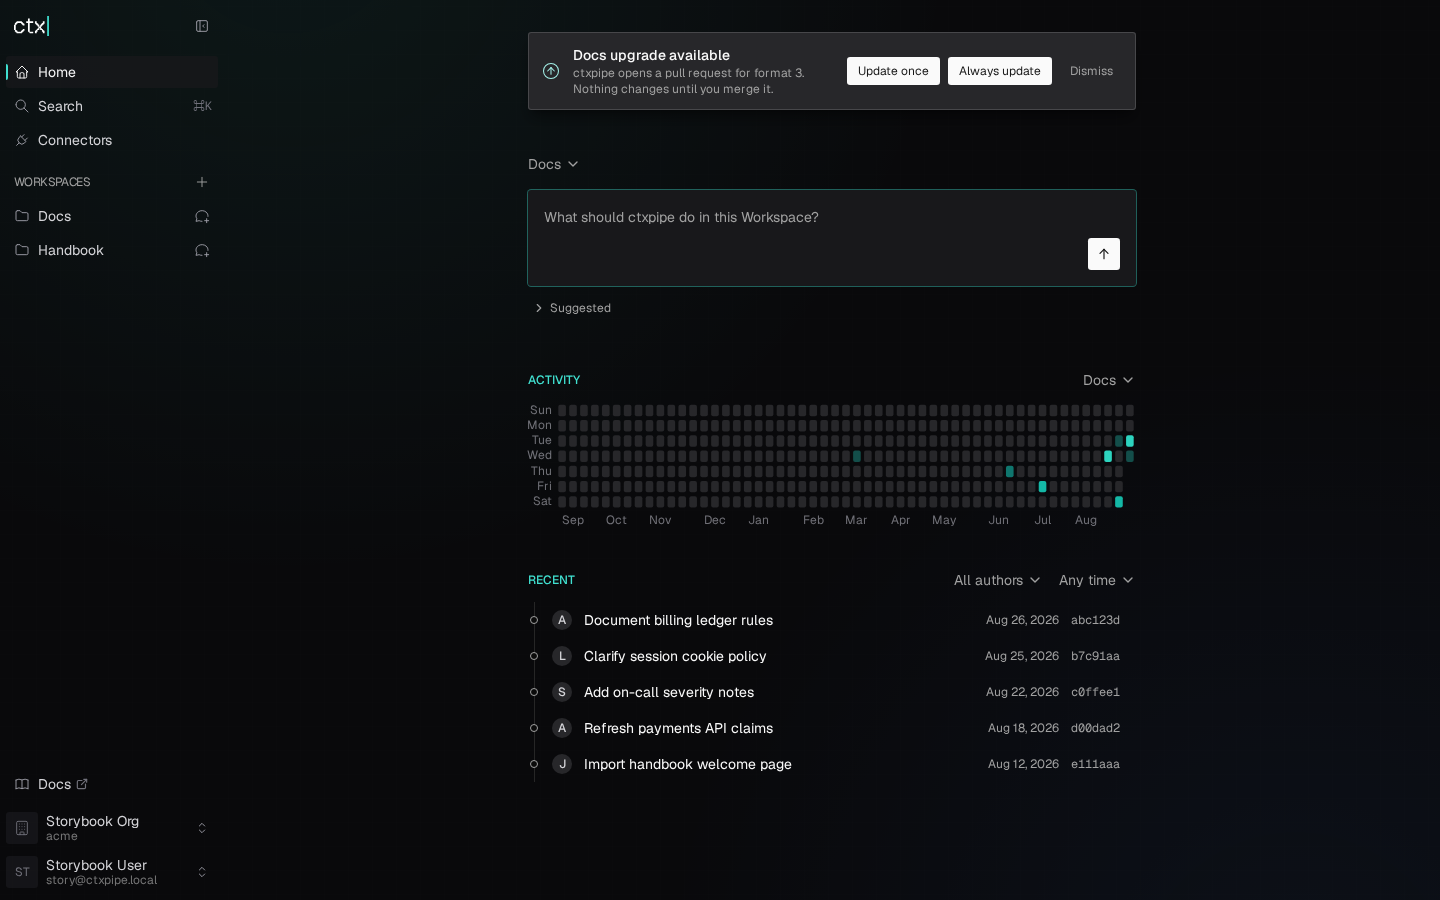 ctx
Home
Search ⌘K
Connectors
WORKSPACES
Docs
Handbook
Docs
Storybook Org
acme
ST
Storybook User
story@ctxpipe.local
Docs upgrade available
ctxpipe opens a pull request for format 3.
Nothing changes until you merge it.
Update once
Always update
Dismiss
Docs
What should ctxpipe do in this Workspace?
Suggested
ACTIVITY
Docs
Sun
Mon
Tue
Wed
Thu
Fri
Sat
Sep Oct Nov Dec Jan Feb Mar Apr May Jun Jul Aug
RECENT
All authors
Any time
A Document billing ledger rules Aug 26, 2026 abc123d
L Clarify session cookie policy Aug 25, 2026 b7c91aa
S Add on-call severity notes Aug 22, 2026 c0ffee1
A Refresh payments API claims Aug 18, 2026 d00dad2
J Import handbook welcome page Aug 12, 2026 e111aaa